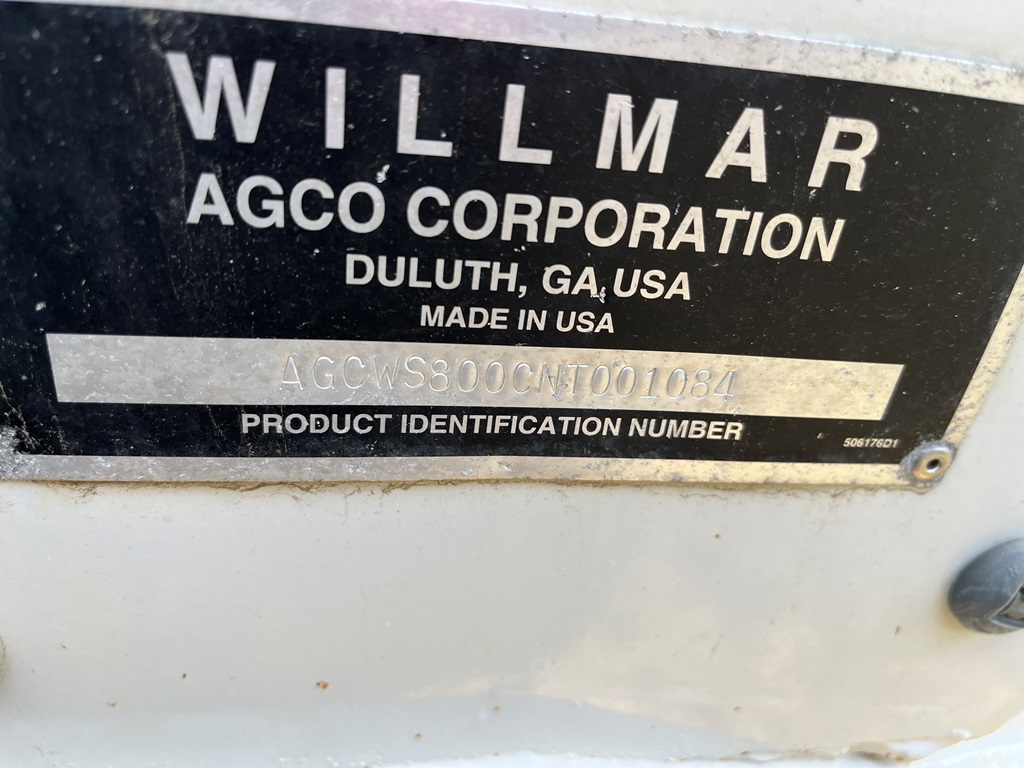 WILLMAR
AGCO CORPORATION
DULUTH, GA, USA
MADE IN USA
AGCWS800CNT001084
PRODUCT IDENTIFICATION NUMBER
506176D1